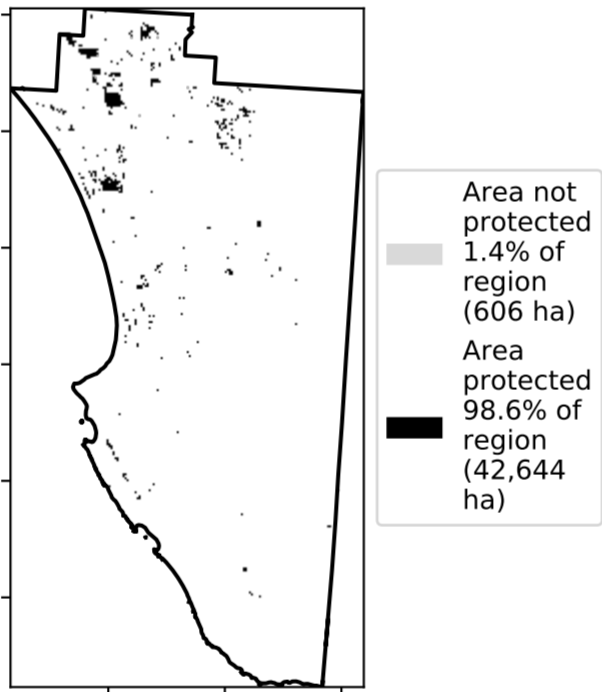 Area not
protected
1.4% of
region
(606 ha)
Area
protected
98.6% of
region
(42,644
ha)